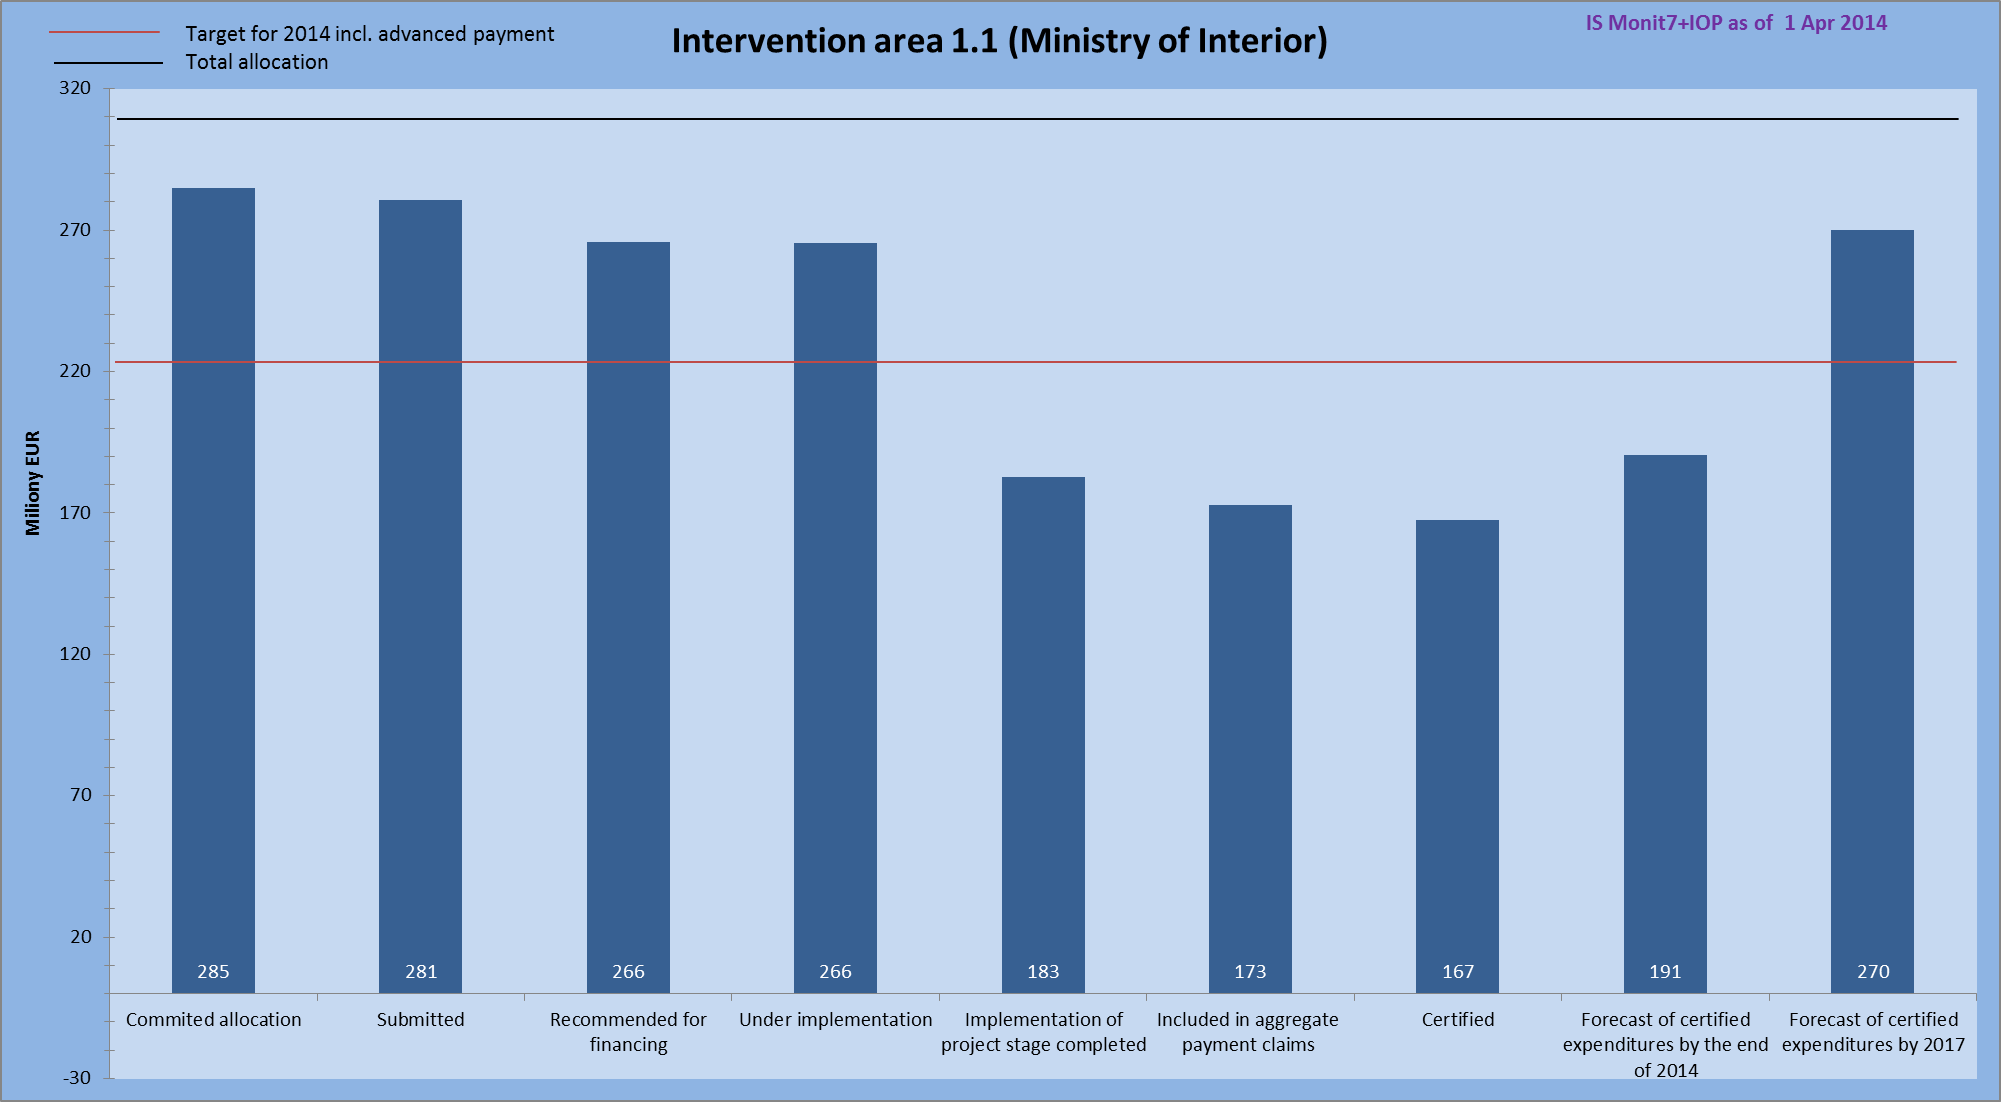 Target for 2014 incl. advanced payment
Total allocation
Intervention area 1.1 (Ministry of Interior)
IS Monit7+IOP as of 1 Apr 2014
Miliony EUR
320
270
220
170
120
70
20
-30
285
281
266
266
183
173
167
191
270
Commited allocation
Submitted
Recommended for
financing
Under implementation
Implementation of
project stage completed
Included in aggregate
payment claims
Certified
Forecast of certified
expenditures by the end
of 2014
Forecast of certified
expenditures by 2017